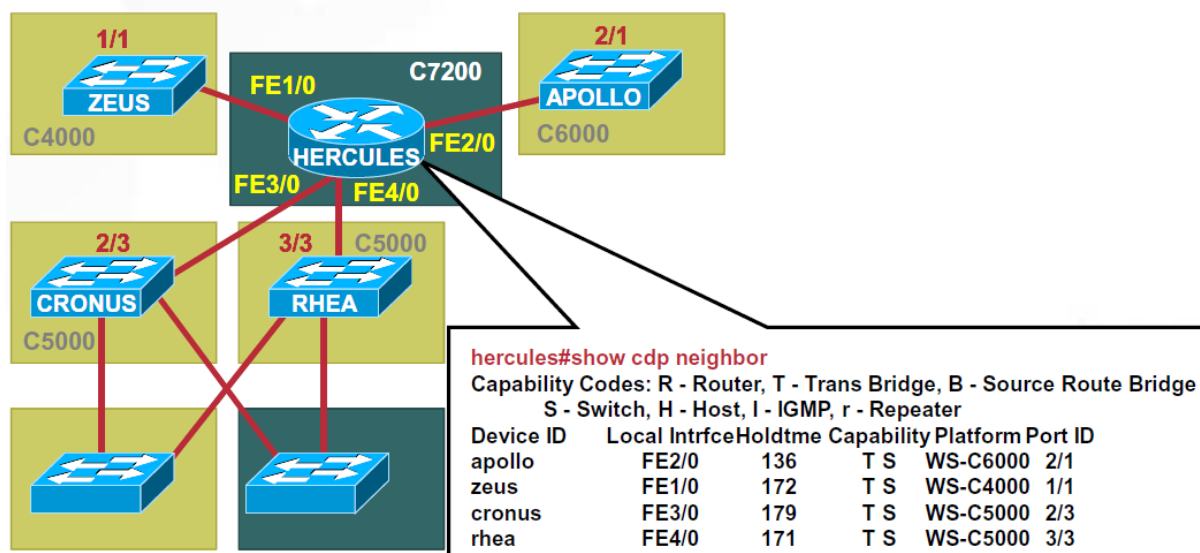 1/1
ZEUS
C4000
FE1/0
C7200
HERCULES
FE2/0
FE3/0
FE4/0
2/1
APOLLO
C6000
2/3
CRONUS
C5000
3/3
C5000
RHEA
hercules#show cdp neighbor
Capability Codes: R - Router, T - Trans Bridge, B - Source Route Bridge
S - Switch, H - Host, I - IGMP, r - Repeater
Device ID Local Intrfce Holdtme Capability Platform Port ID
apollo FE2/0 136 T S WS-C6000 2/1
zeus FE1/0 172 T S WS-C4000 1/1
cronus FE3/0 179 T S WS-C5000 2/3
rhea FE4/0 171 T S WS-C5000 3/3